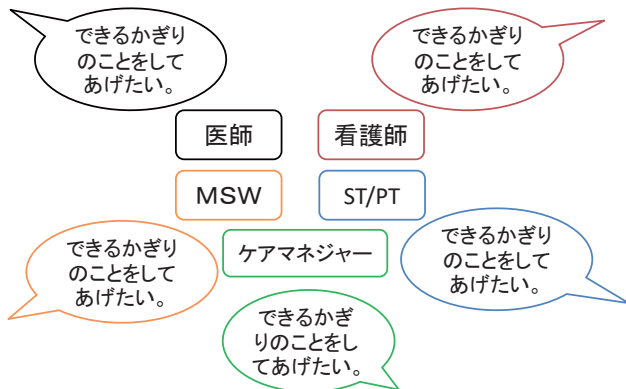 できるかぎり
のことをして
あげたい。
できるかぎり
のことをして
あげたい。
医師
看護師
MSW
ST/PT
ケアマネジャー
できるかぎり
のことをして
あげたい。
できるかぎり
のことをして
あげたい。
できるかぎ
りのことをし
てあげたい。